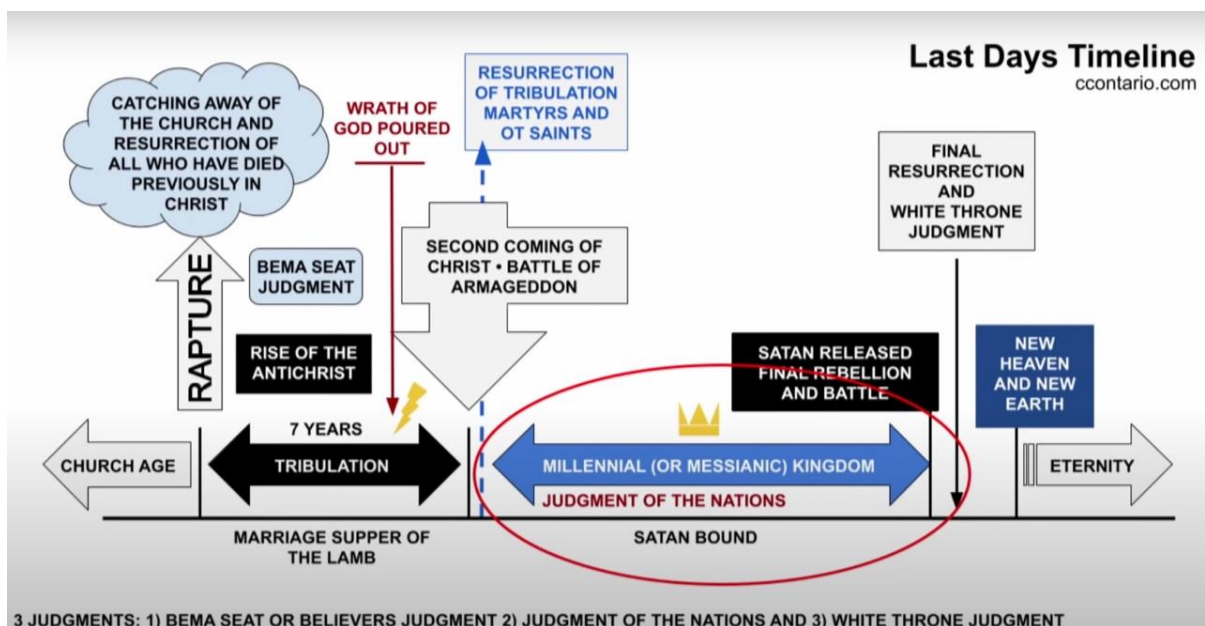 Last Days Timeline
ccontario.com
CATCHING AWAY OF
THE CHURCH AND
RESURRECTION OF
ALL WHO HAVE DIED
PREVIOUSLY IN
CHRIST
WRATH OF
GOD POURED
OUT
RESURRECTION
OF TRIBULATION
MARTYRS AND
OT SAINTS
FINAL
RESURRECTION
AND
WHITE THRONE
JUDGMENT
RAPTURE
BEMA SEAT
JUDGMENT
SECOND COMING OF
CHRIST • BATTLE OF
ARMAGEDDON
RISE OF THE
ANTICHRIST
SATAN RELEASED
FINAL REBELLION
AND BATTLE
NEW
HEAVEN
AND NEW
EARTH
CHURCH AGE
7 YEARS
TRIBULATION
MILLENNIAL (OR MESSIANIC) KINGDOM
JUDGMENT OF THE NATIONS
ETERNITY
MARRIAGE SUPPER OF
THE LAMB
SATAN BOUND
3 JUDGMENTS: 1) BEMA SEAT OR BELIEVERS JUDGMENT 2) JUDGMENT OF THE NATIONS AND 3) WHITE THRONE JUDGMENT